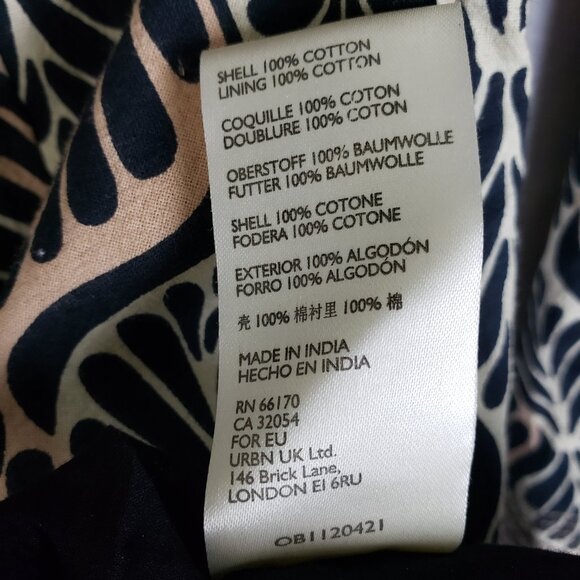 SHELL 100% COTTON
LINING 100% COTTON
COQUILLE 100% COTON
DOUBLURE 100% COTON
OBERSTOFF 100% BAUMWOLLE
FUTTER 100% BAUMWOLLE
SHELL 100% COTONE
FODERA 100% COTONE
EXTERIOR 100% ALGODÓN
FORRO 100% ALGODÓN
亮 100% 棉衬里 100% 棉
MADE IN INDIA
HECHO EN INDIA
RN 66170
CA 32054
FOR EU
URBN UK Ltd.
146 Brick Lane,
LONDON E1 6RU
OB1120421